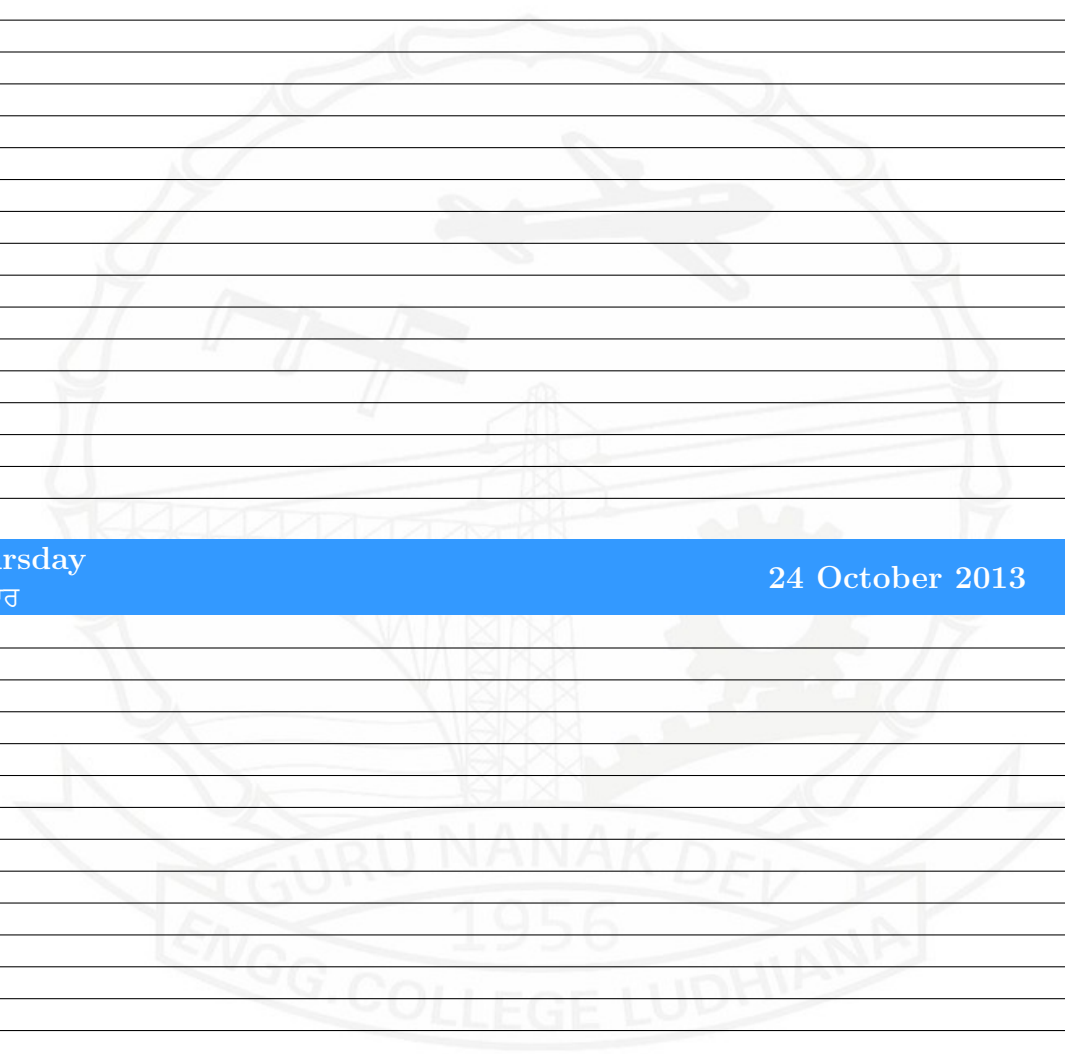 rsday
ਾਰ
24 October 2013
GURU NANAK DEV
1956
ENGG. COLLEGE LUDHIANA